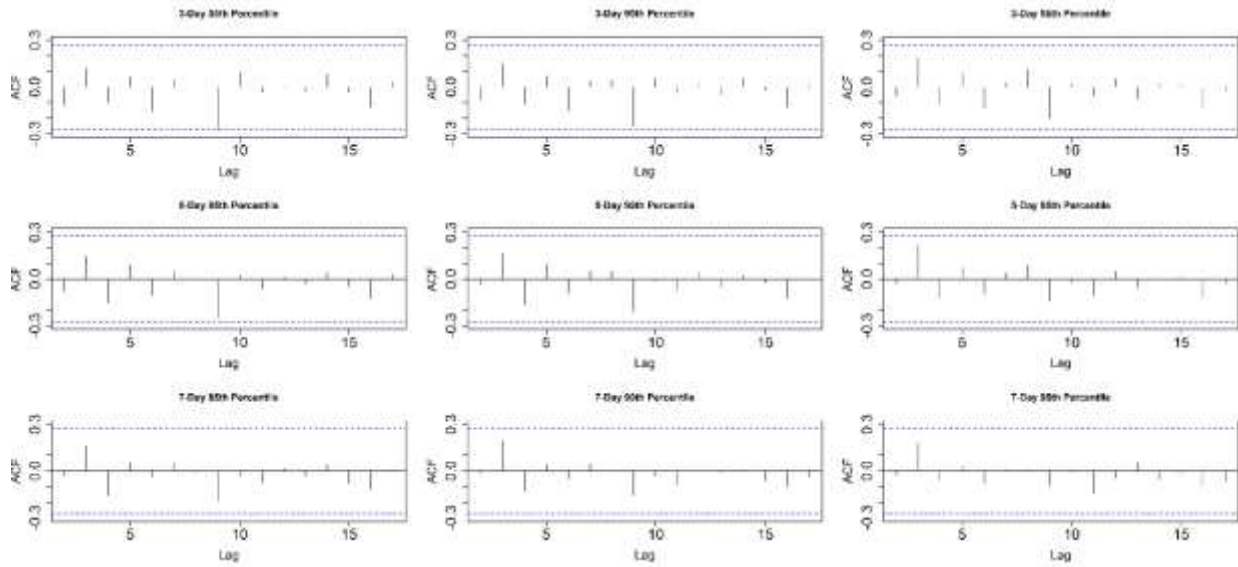 3-Day 85th Percentile
ACF
0.3
0.0
-0.3
5 10 15
Lag
3-Day 90th Percentile
ACF
0.3
0.0
-0.3
5 10 15
Lag
3-Day 95th Percentile
ACF
0.3
0.0
-0.3
5 10 15
Lag
5-Day 85th Percentile
ACF
0.3
0.0
-0.3
5 10 15
Lag
5-Day 90th Percentile
ACF
0.3
0.0
-0.3
5 10 15
Lag
5-Day 95th Percentile
ACF
0.3
0.0
-0.3
5 10 15
Lag
7-Day 85th Percentile
ACF
0.3
0.0
-0.3
5 10 15
Lag
7-Day 90th Percentile
ACF
0.3
0.0
-0.3
5 10 15
Lag
7-Day 95th Percentile
ACF
0.3
0.0
-0.3
5 10 15
Lag